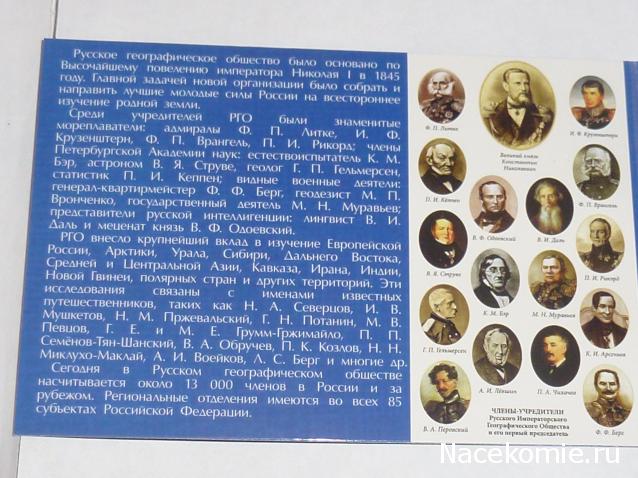 Русское географическое общество было основано по
Высочайшему повелению императора Николая I в 1845
году. Главной задачей новой организации было собрать и
направить лучшие молодые силы России на всестороннее
изучение родной земли.
Среди учредителей РГО были знаменитые
мореплаватели: адмиралы Ф. П. Литке, И. Ф.
Крузенштерн, Ф. П. Врангель, П. И. Рикорд; члены
Петербургской Академии наук: естествоиспытатель К. М.
Бэр, астроном В. Я. Струве, геолог Г. П. Гельмерсен,
статистик П. И. Кеппен; видные военные деятели:
генерал-квартирмейстер Ф. Ф. Берг, геодезист М. П.
Вронченко, государственный деятель М. Н. Муравьев;
представители русской интеллигенции: лингвист В. И.
Даль и меценат князь В. Ф. Одоевский.
РГО внесло крупнейший вклад в изучение Европейской
России, Арктики, Урала, Сибири, Дальнего Востока,
Средней и Центральной Азии, Кавказа, Ирана, Индии,
Новой Гвинеи, полярных стран и других территорий. Эти
исследования связаны с именами известных
путешественников, таких как Н. А. Северцов, И. В.
Мушкетов, Н. М. Пржевальский, Г. Н. Потанин, М. В.
Певцов, Г. Е. и М. Е. Грумм-Гржимайло, П. П.
Семёнов-Тян-Шанский, В. А. Обручев, П. К. Козлов, Н. Н.
Миклухо-Маклай, А. И. Воейков, Л. С. Берг и многие др.
Сегодня в Русском географическом обществе
насчитывается около 13 000 членов в России и за
рубежом. Региональные отделения имеются во всех 85
субъектах Российской Федерации.
Ф. П. Литке
Великий князь
Константин
Николаевич
И. Ф. Крузенштерн
П. И. Кёппен
В. Ф. Одоевский
В. И. Даль
Ф. П. Врангель
В. Я. Струве
К. М. Бэр
М. Н. Муравьев
П. И. Рикорд
Г. П. Гельмерсен
А. И. Лёвшин
П. А. Чихачев
К. И. Арсеньев
В. А. Перовский
ЧЛЕНЫ-УЧРЕДИТЕЛИ
Русского Императорского
Географического Общества
и его первый председатель
Ф. Ф. Берг
Nacekomie.ru